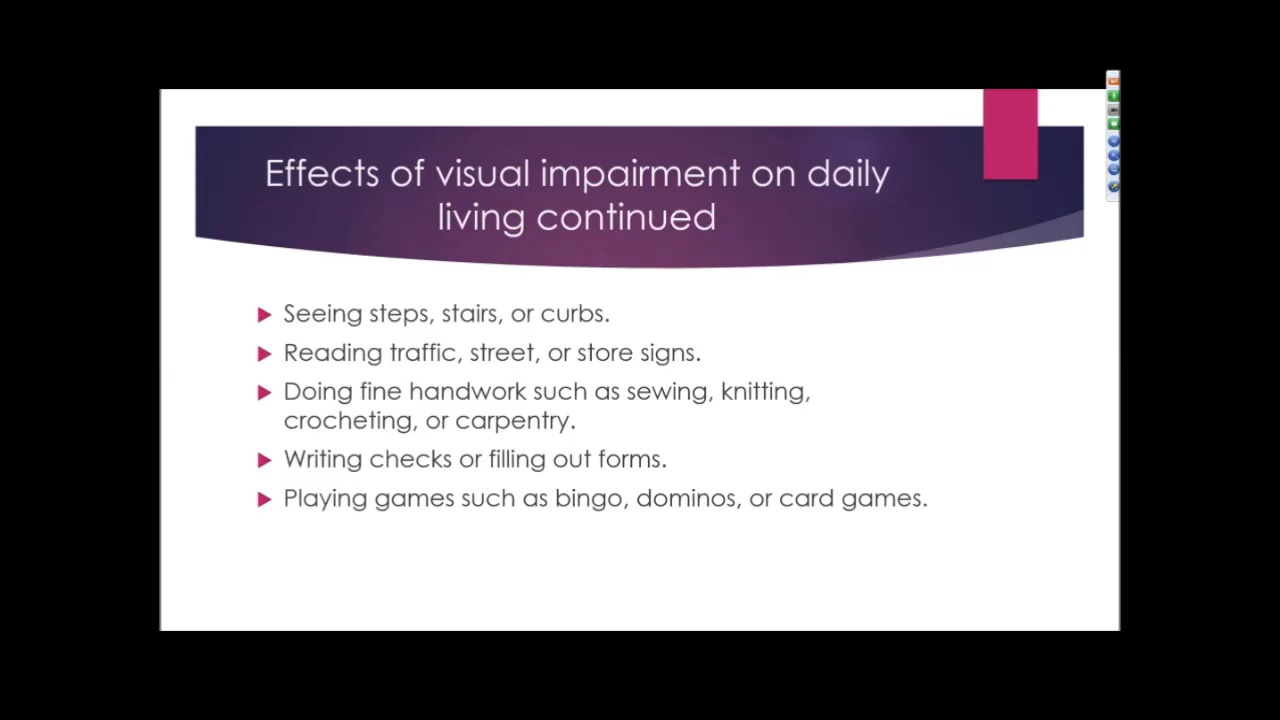 Effects of visual impairment on daily
living continued
Seeing steps, stairs, or curbs.
Reading traffic, street, or store signs.
Doing fine handwork such as sewing, knitting,
crocheting, or carpentry.
Writing checks or filling out forms.
Playing games such as bingo, dominos, or card games.